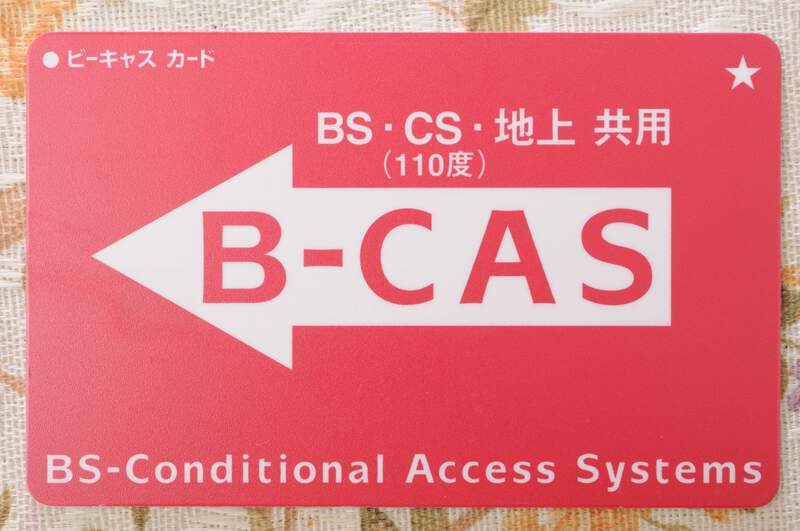 ● ビーキャス カード
★
BS・CS・地上 共用
（110度）
B-CAS
BS-Conditional Access Systems